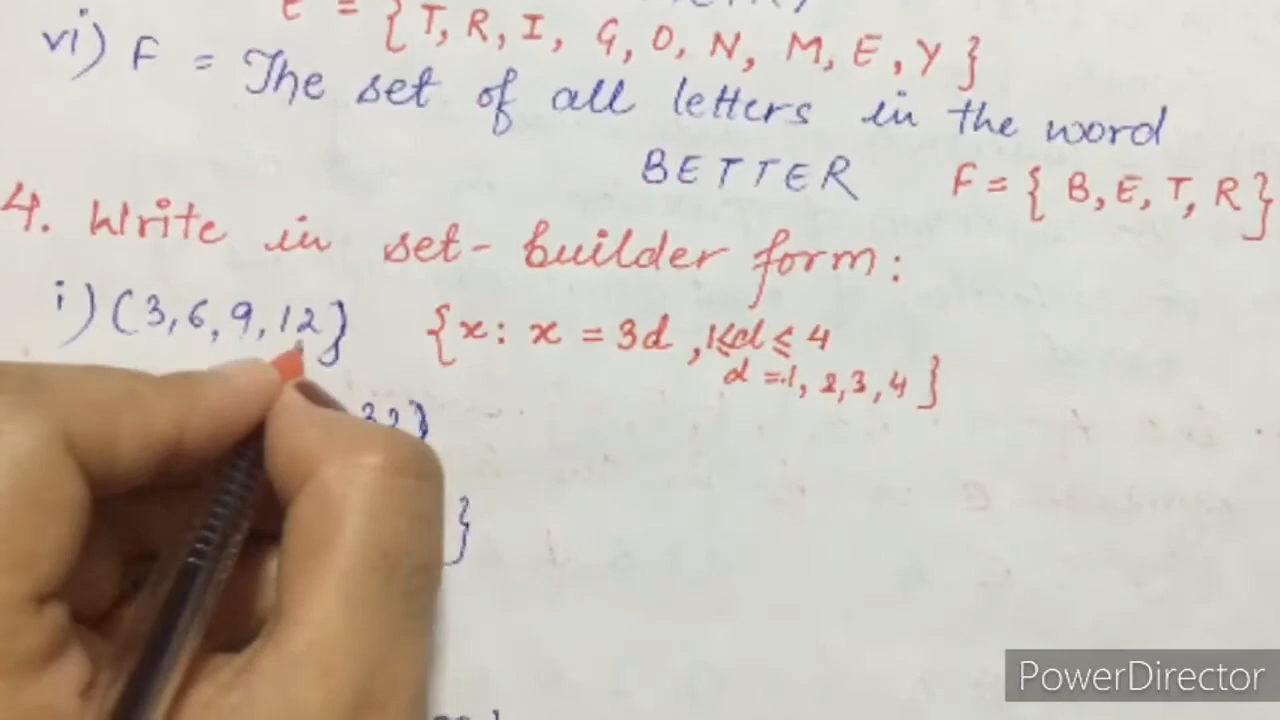 = {T, R, I, G, O, N, M, E, Y}
vi) F = The set of all letters in the word
BETTER F = { B, E, T, R }
4. Write in set-builder form:
i) (3, 6, 9, 12} {x: x = 3d , 1≤d ≤ 4
d = 1, 2, 3, 4 }
32}
}
PowerDirector